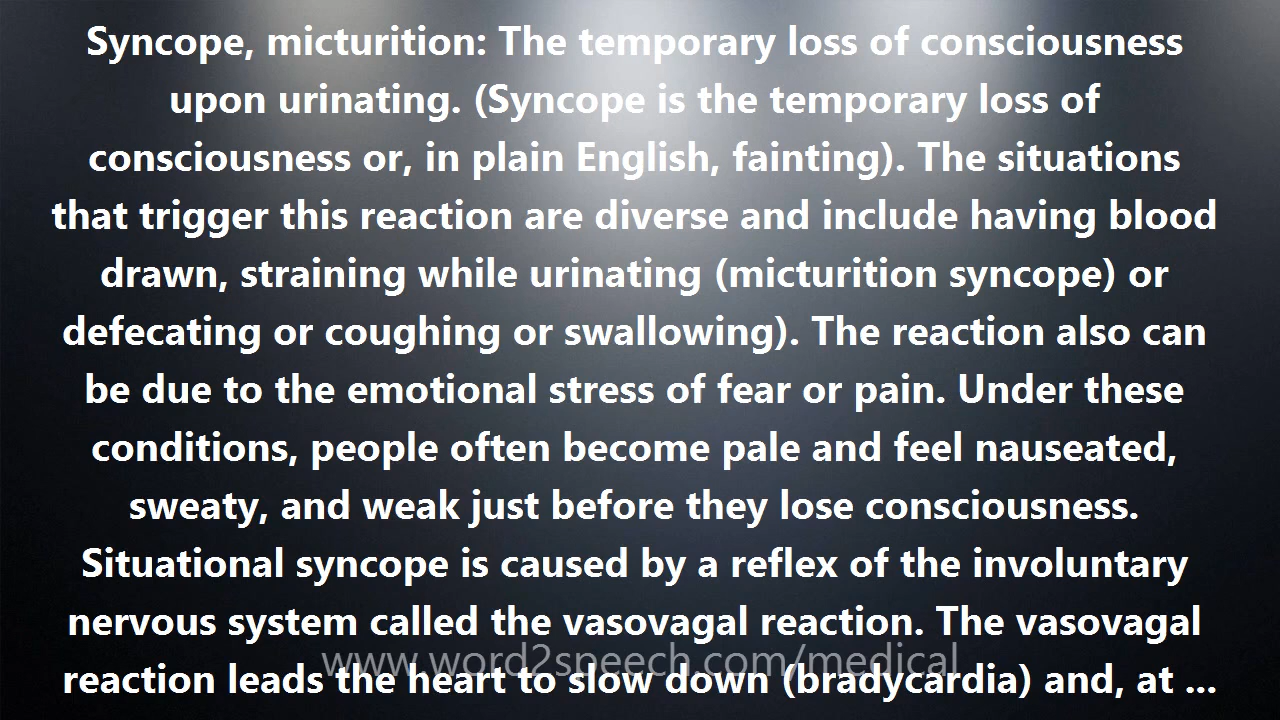 Syncope, micturition: The temporary loss of consciousness
upon urinating. (Syncope is the temporary loss of
consciousness or, in plain English, fainting). The situations
that trigger this reaction are diverse and include having blood
drawn, straining while urinating (micturition syncope) or
defecating or coughing or swallowing). The reaction also can
be due to the emotional stress of fear or pain. Under these
conditions, people often become pale and feel nauseated,
sweaty, and weak just before they lose consciousness.
Situational syncope is caused by a reflex of the involuntary
nervous system called the vasovagal reaction. The vasovagal
www.word2speech.com/medical
reaction leads the heart to slow down (bradycardia) and, at ...